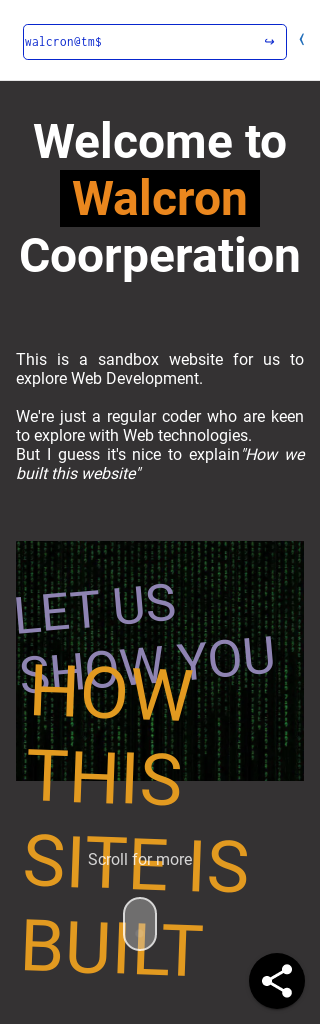 walcron@tm$
Welcome to
Walcron
Coorperation
This is a sandbox website for us to
explore Web Development.
We're just a regular coder who are keen
to explore with Web technologies.
But I guess it's nice to explain "How we
built this website"
LET US
SHOW YOU
HOW
THIS
SITE IS
Scroll for more
BUILT